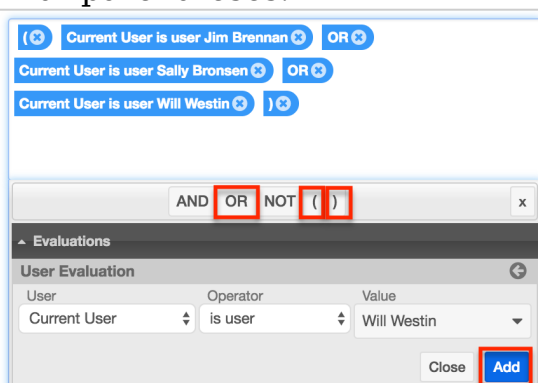 ( Current User is user Jim Brennan OR
Current User is user Sally Bronsen OR
Current User is user Will Westin )
AND OR NOT ( ) x
Evaluations
User Evaluation
User Operator Value
Current User is user Will Westin
Close Add